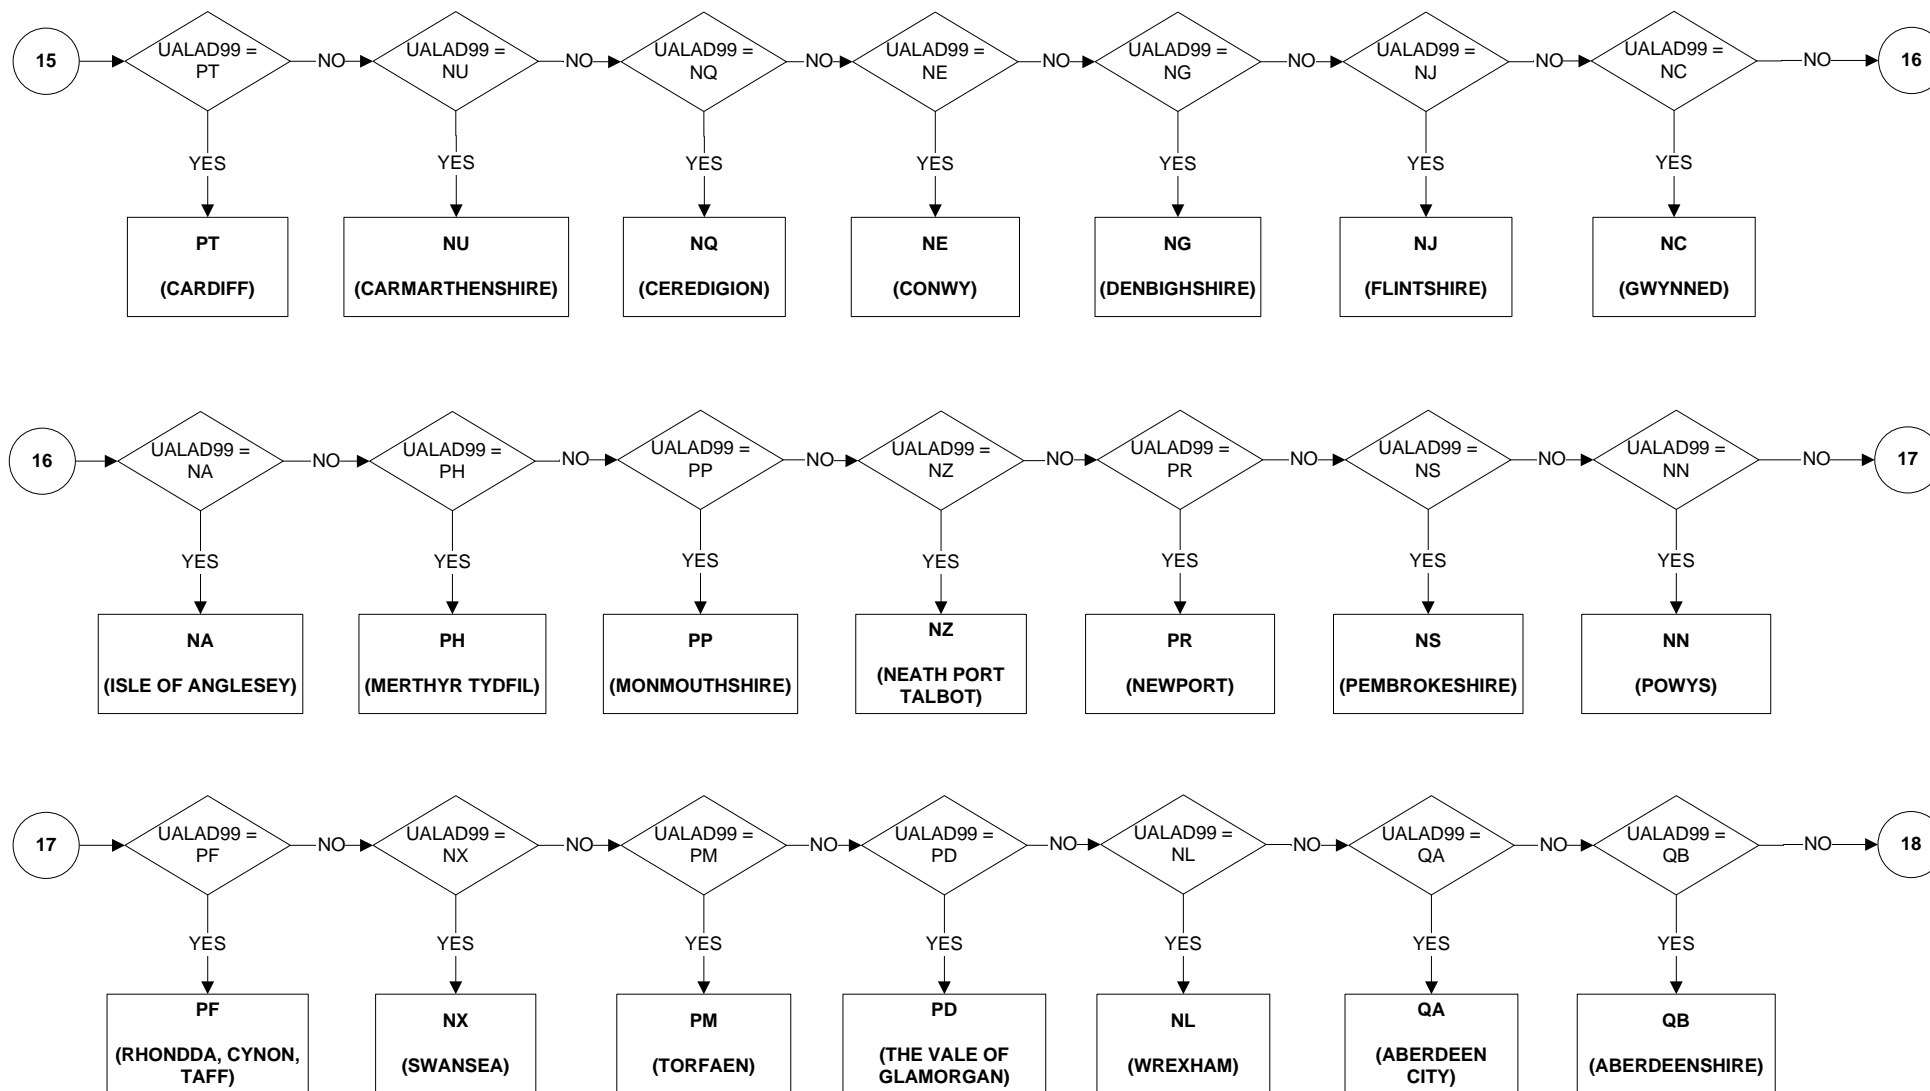 15
UALAD99 =
PT
NO
UALAD99 =
NU
NO
UALAD99 =
NQ
NO
UALAD99 =
NE
NO
UALAD99 =
NG
NO
UALAD99 =
NJ
NO
UALAD99 =
NC
NO
16
YES
YES
YES
YES
YES
YES
YES
PT
(CARDIFF)
NU
(CARMARTHENSHIRE)
NQ
(CEREDIGION)
NE
(CONWY)
NG
(DENBIGHSHIRE)
NJ
(FLINTSHIRE)
NC
(GWYNNED)
16
UALAD99 =
NA
NO
UALAD99 =
PH
NO
UALAD99 =
PP
NO
UALAD99 =
NZ
NO
UALAD99 =
PR
NO
UALAD99 =
NS
NO
UALAD99 =
NN
NO
17
YES
YES
YES
YES
YES
YES
YES
NA
(ISLE OF ANGLESEY)
PH
(MERTHYR TYDFIL)
PP
(MONMOUTHSHIRE)
NZ
(NEATH PORT
TALBOT)
PR
(NEWPORT)
NS
(PEMBROKESHIRE)
NN
(POWYS)
17
UALAD99 =
PF
NO
UALAD99 =
NX
NO
UALAD99 =
PM
NO
UALAD99 =
PD
NO
UALAD99 =
NL
NO
UALAD99 =
QA
NO
UALAD99 =
QB
NO
18
YES
YES
YES
YES
YES
YES
YES
PF
(RHONDDA, CYNON,
TAFF)
NX
(SWANSEA)
PM
(TORFAEN)
PD
(THE VALE OF
GLAMORGAN)
NL
(WREXHAM)
QA
(ABERDEEN
CITY)
QB
(ABERDEENSHIRE)